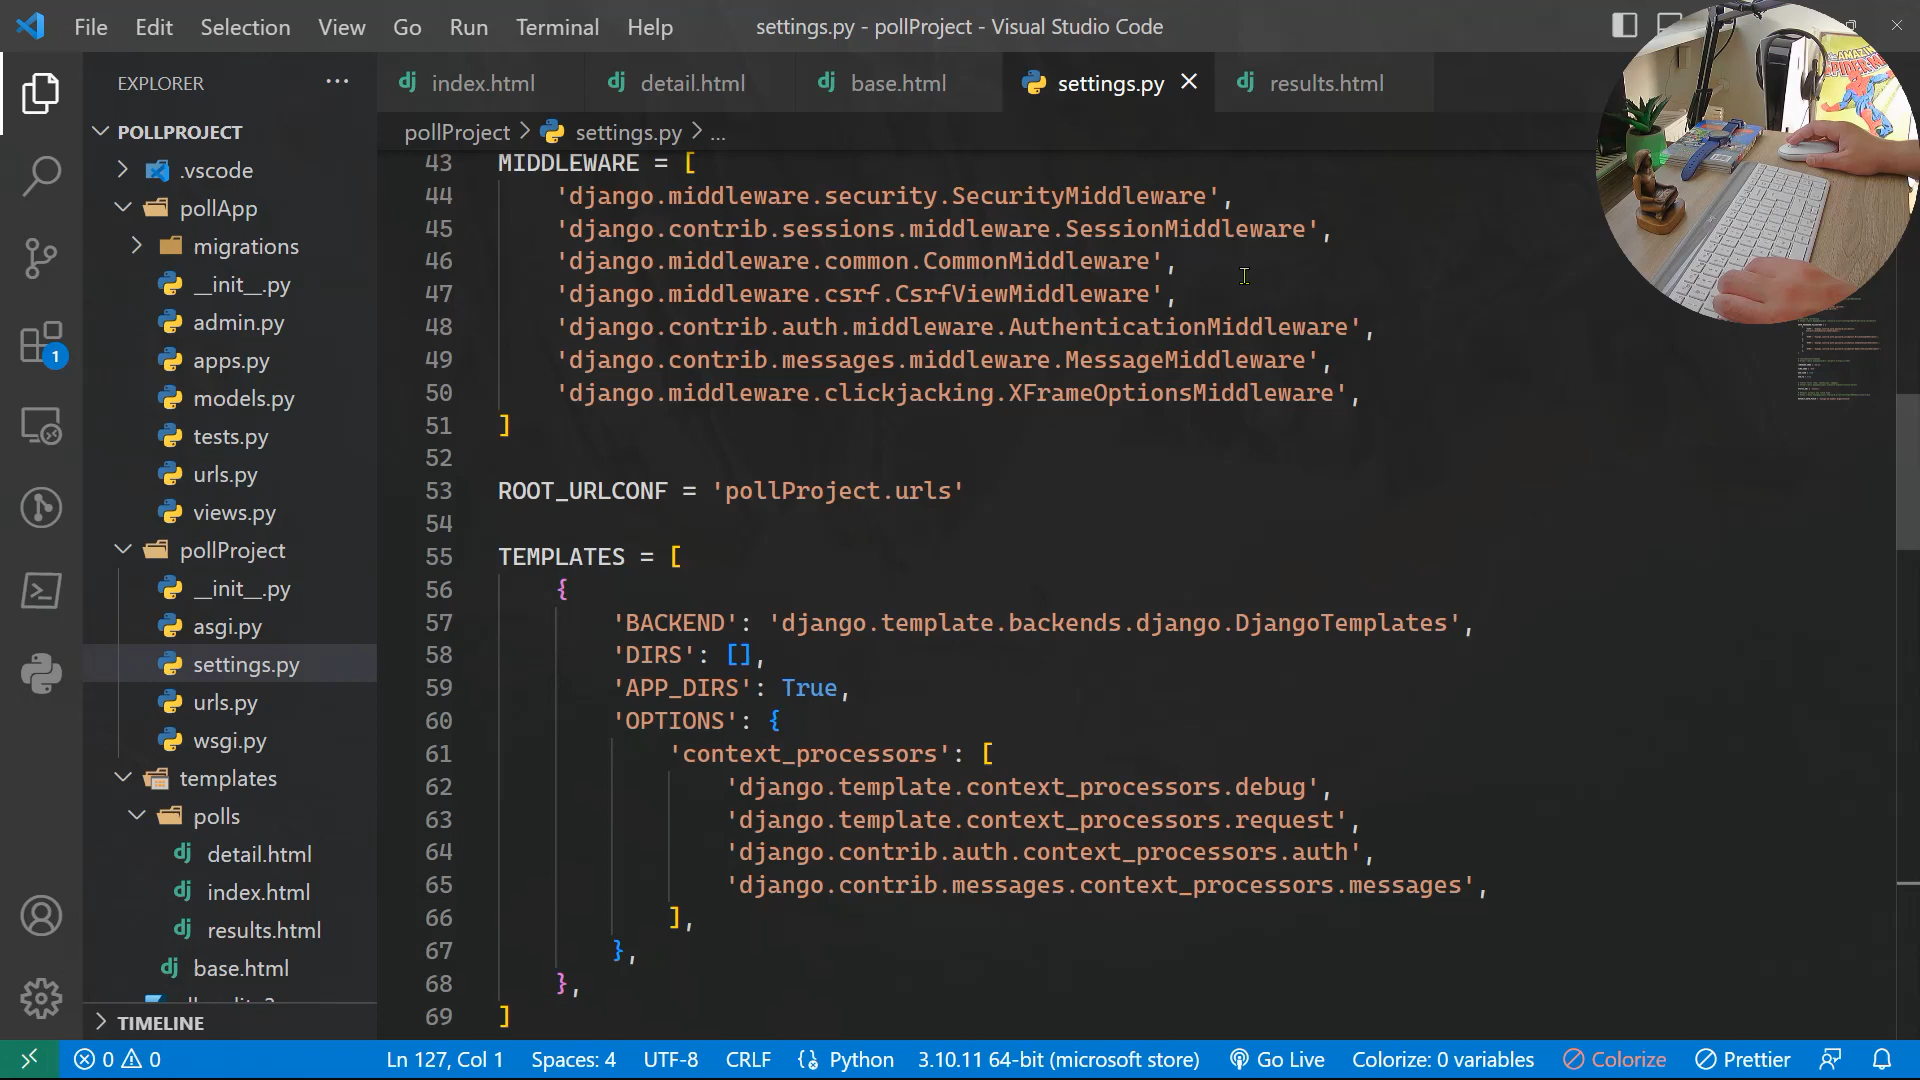 File Edit Selection View Go Run Terminal Help
settings.py - pollProject - Visual Studio Code
EXPLORER
POLLPROJECT
.vscode
pollApp
migrations
__init__.py
admin.py
apps.py
models.py
tests.py
urls.py
views.py
pollProject
__init__.py
asgi.py
settings.py
urls.py
wsgi.py
templates
polls
detail.html
index.html
results.html
base.html
TIMELINE
1
index.html detail.html base.html settings.py results.html
pollProject > settings.py > ...
43 MIDDLEWARE = [
44 'django.middleware.security.SecurityMiddleware',
45 'django.contrib.sessions.middleware.SessionMiddleware',
46 'django.middleware.common.CommonMiddleware',
47 'django.middleware.csrf.CsrfViewMiddleware',
48 'django.contrib.auth.middleware.AuthenticationMiddleware',
49 'django.contrib.messages.middleware.MessageMiddleware',
50 'django.middleware.clickjacking.XFrameOptionsMiddleware',
51 ]
52
53 ROOT_URLCONF = 'pollProject.urls'
54
55 TEMPLATES = [
56 {
57 'BACKEND': 'django.template.backends.django.DjangoTemplates',
58 'DIRS': [],
59 'APP_DIRS': True,
60 'OPTIONS': {
61 'context_processors': [
62 'django.template.context_processors.debug',
63 'django.template.context_processors.request',
64 'django.contrib.auth.context_processors.auth',
65 'django.contrib.messages.context_processors.messages',
66 ],
67 },
68 },
69 ]
AMAZING
SPIDER-MAN
0 0 Ln 127, Col 1 Spaces: 4 UTF-8 CRLF {} Python 3.10.11 64-bit (microsoft store) Go Live Colorize: 0 variables Colorize Prettier